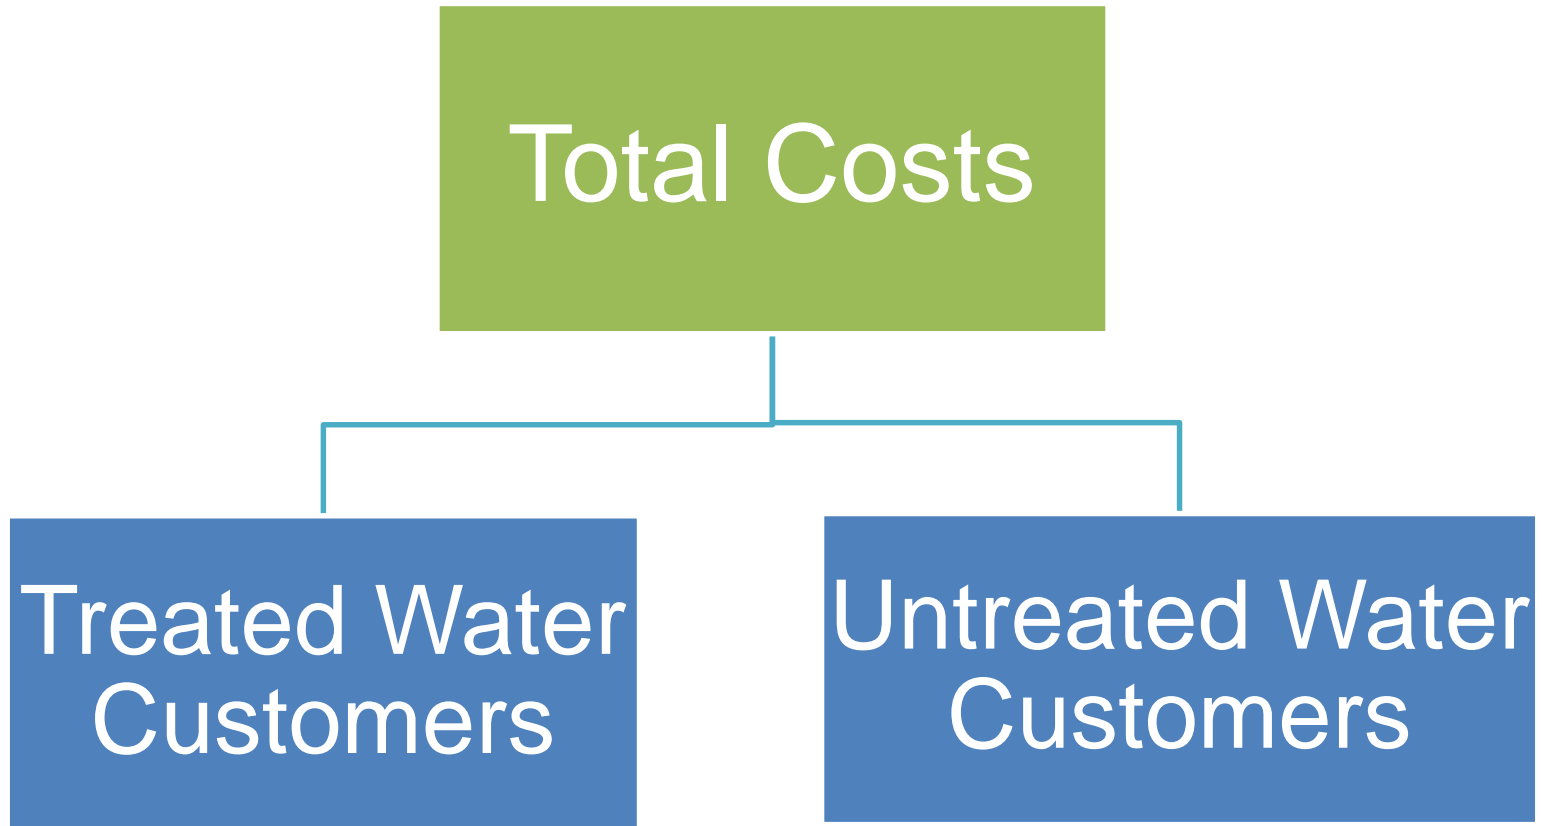 Total Costs
Treated Water
Customers
Untreated Water
Customers